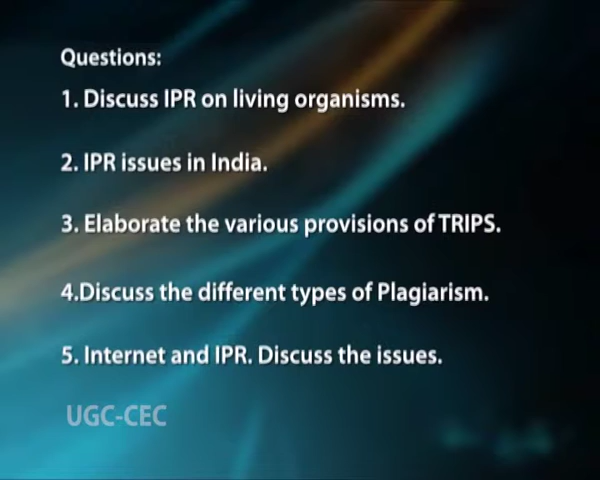 Questions:
1. Discuss IPR on living organisms.
2. IPR issues in India.
3. Elaborate the various provisions of TRIPS.
4.Discuss the different types of Plagiarism.
5. Internet and IPR. Discuss the issues.
UGC-CEC